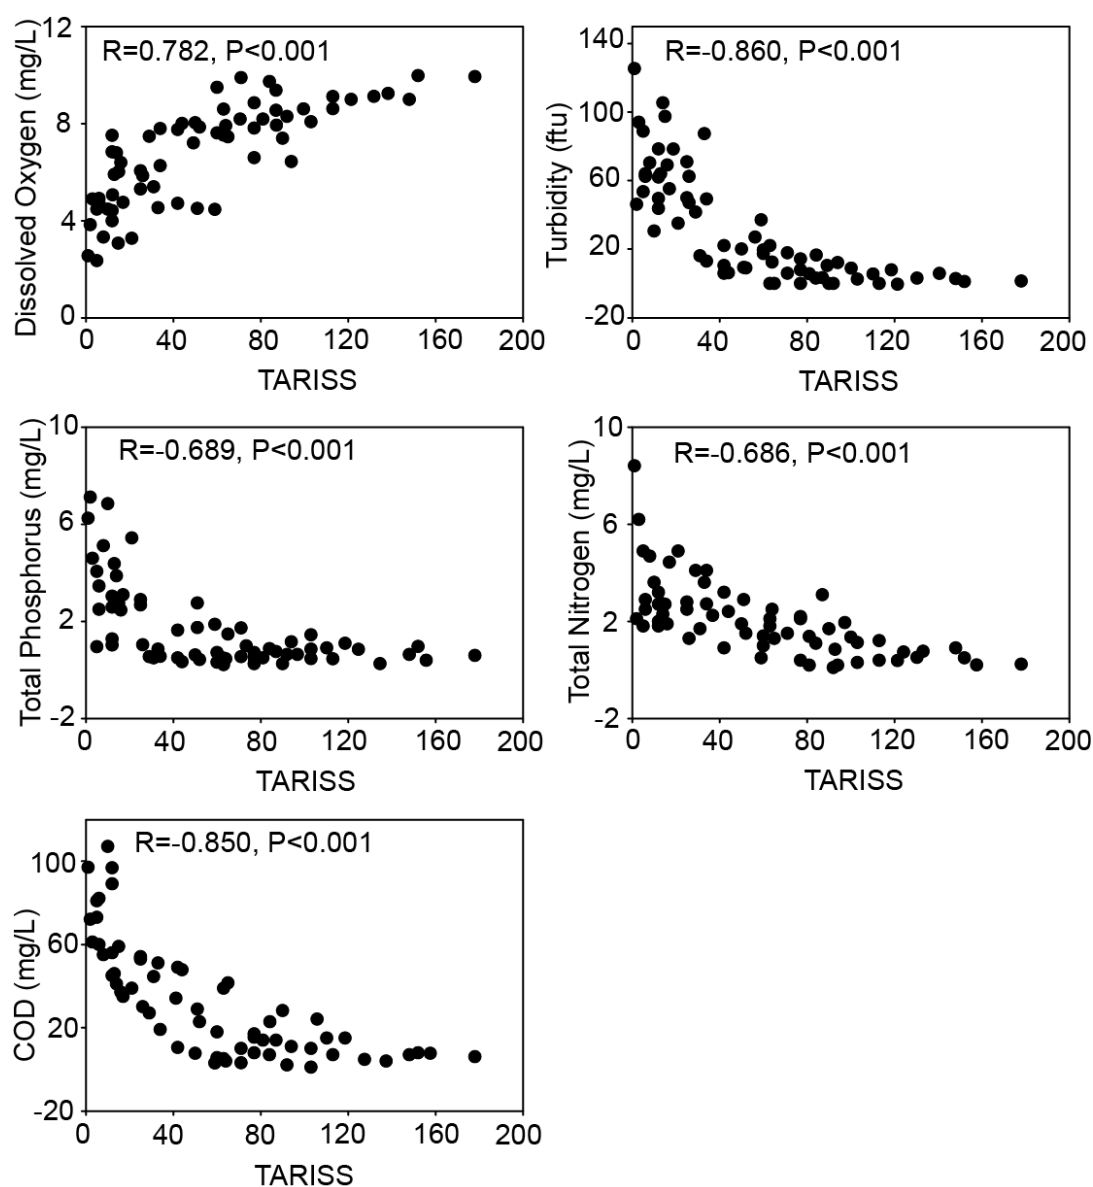 Dissolved Oxygen (mg/L)
R=0.782, P<0.001
12
8
4
0
0 40 80 120 160 200
TARISS
Turbidity (ftu)
R=-0.860, P<0.001
140
100
60
20
-20
0 40 80 120 160 200
TARISS
Total Phosphorus (mg/L)
R=-0.689, P<0.001
10
6
2
-2
0 40 80 120 160 200
TARISS
Total Nitrogen (mg/L)
R=-0.686, P<0.001
10
6
2
-2
0 40 80 120 160 200
TARISS
COD (mg/L)
R=-0.850, P<0.001
100
60
20
-20
0 40 80 120 160 200
TARISS